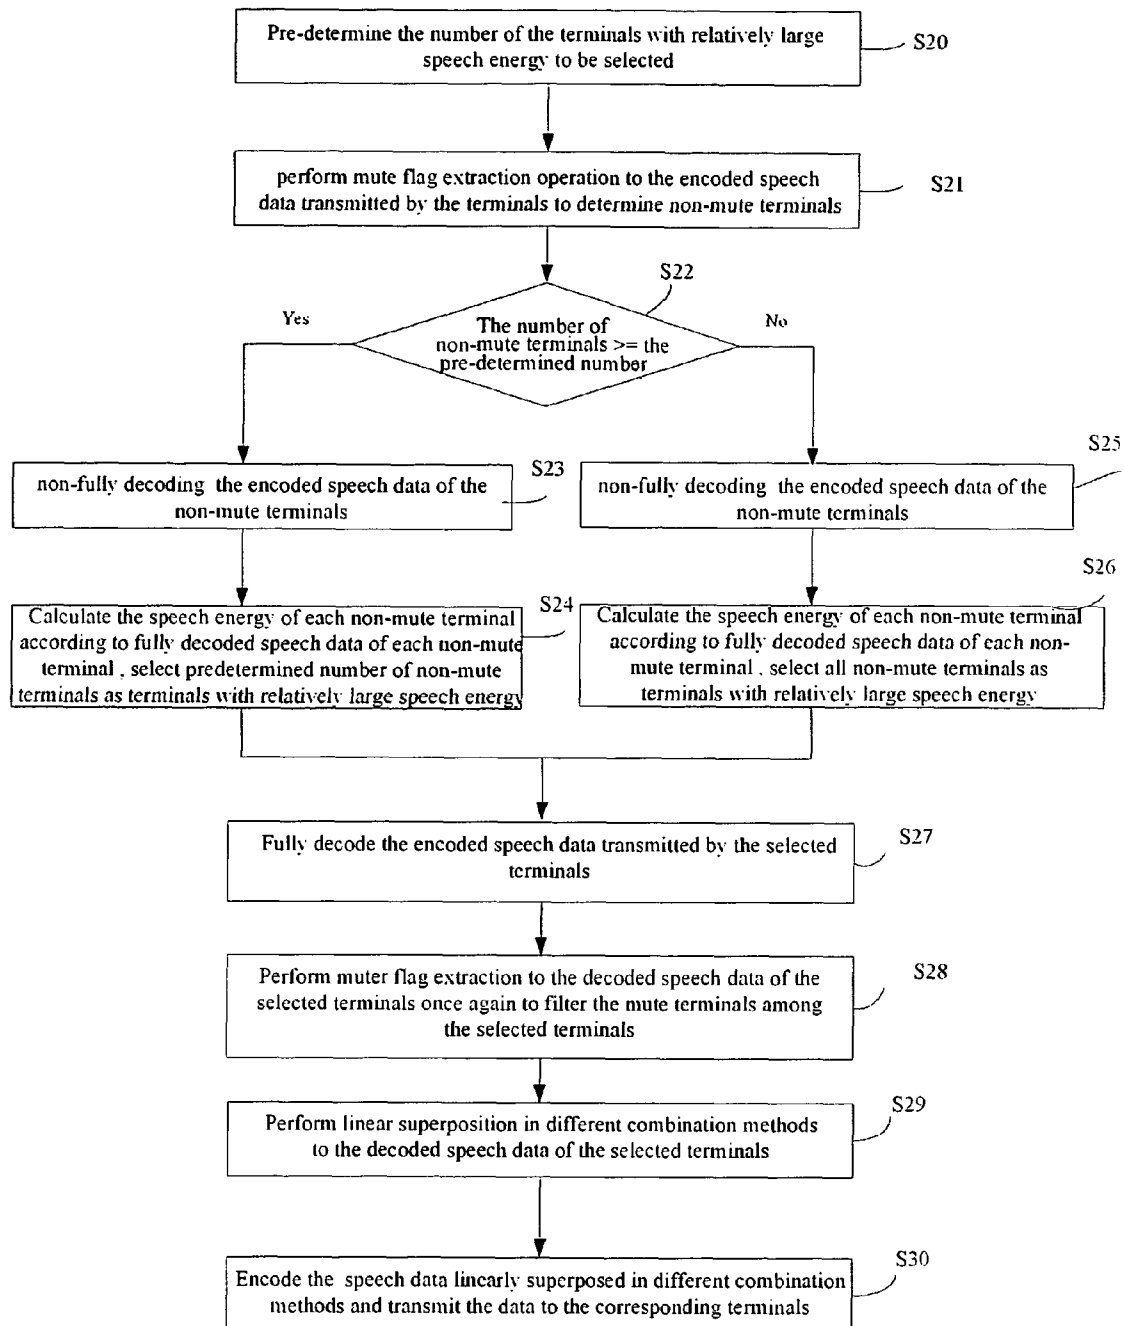 Pre-determine the number of the terminals with relatively large
speech energy to be selected
S20
perform mute flag extraction operation to the encoded speech
data transmitted by the terminals to determine non-mute terminals
S21
S22
Yes
No
The number of
non-mute terminals >= the
pre-determined number
S23
non-fully decoding the encoded speech data of the
non-mute terminals
S25
non-fully decoding the encoded speech data of the
non-mute terminals
S24
Calculate the speech energy of each non-mute terminal
according to fully decoded speech data of each non-mute
terminal , select predetermined number of non-mute
terminals as terminals with relatively large speech energy
S26
Calculate the speech energy of each non-mute terminal
according to fully decoded speech data of each non-
mute terminal , select all non-mute terminals as
terminals with relatively large speech energy
Fully decode the encoded speech data transmitted by the selected
terminals
S27
Perform muter flag extraction to the decoded speech data of the
selected terminals once again to filter the mute terminals among
the selected terminals
S28
Perform linear superposition in different combination methods
to the decoded speech data of the selected terminals
S29
Encode the speech data linearly superposed in different combination
methods and transmit the data to the corresponding terminals
S30